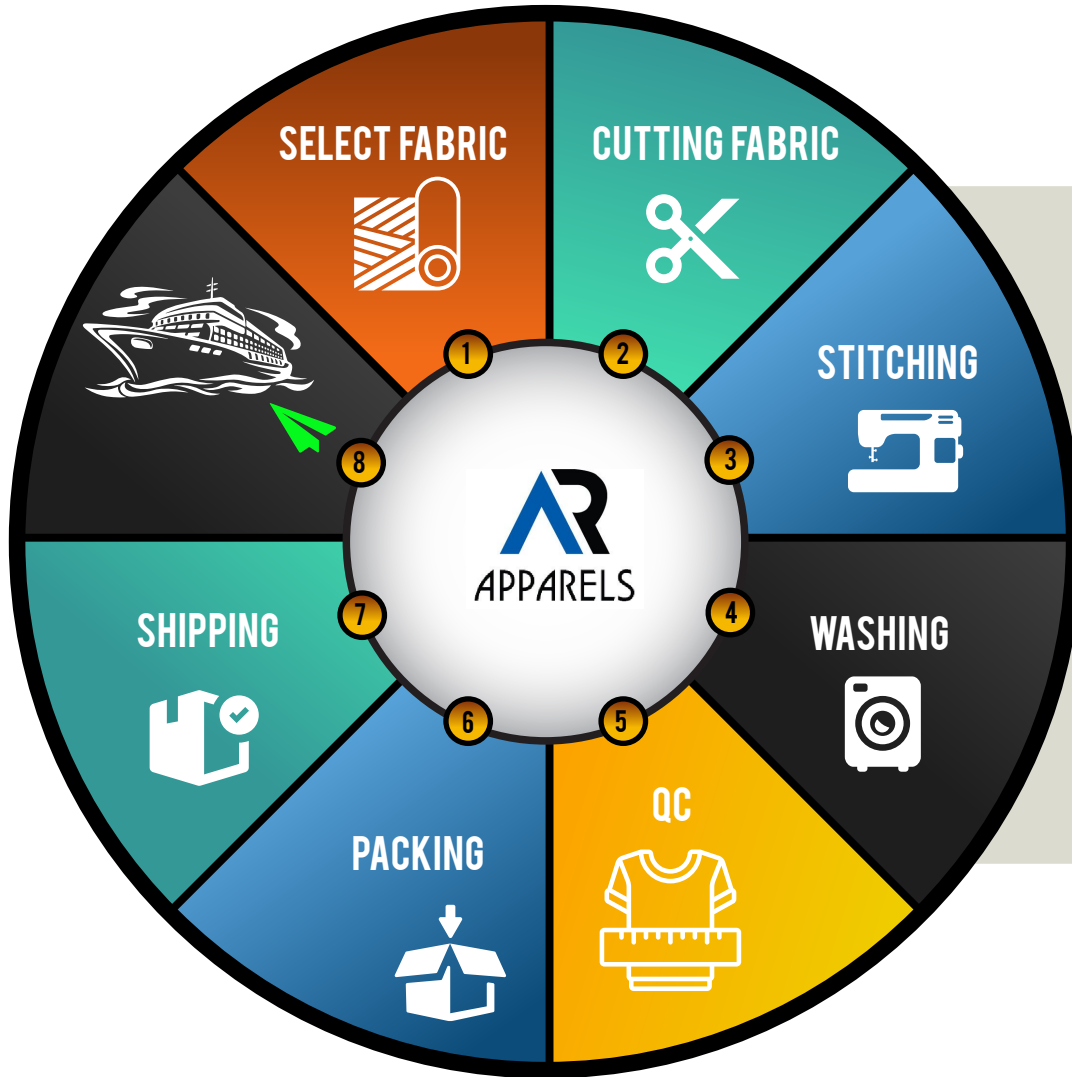 SELECT FABRIC
CUTTING FABRIC
STITCHING
WASHING
QC
PACKING
SHIPPING
1
2
3
4
5
6
7
8
AR
APPARELS